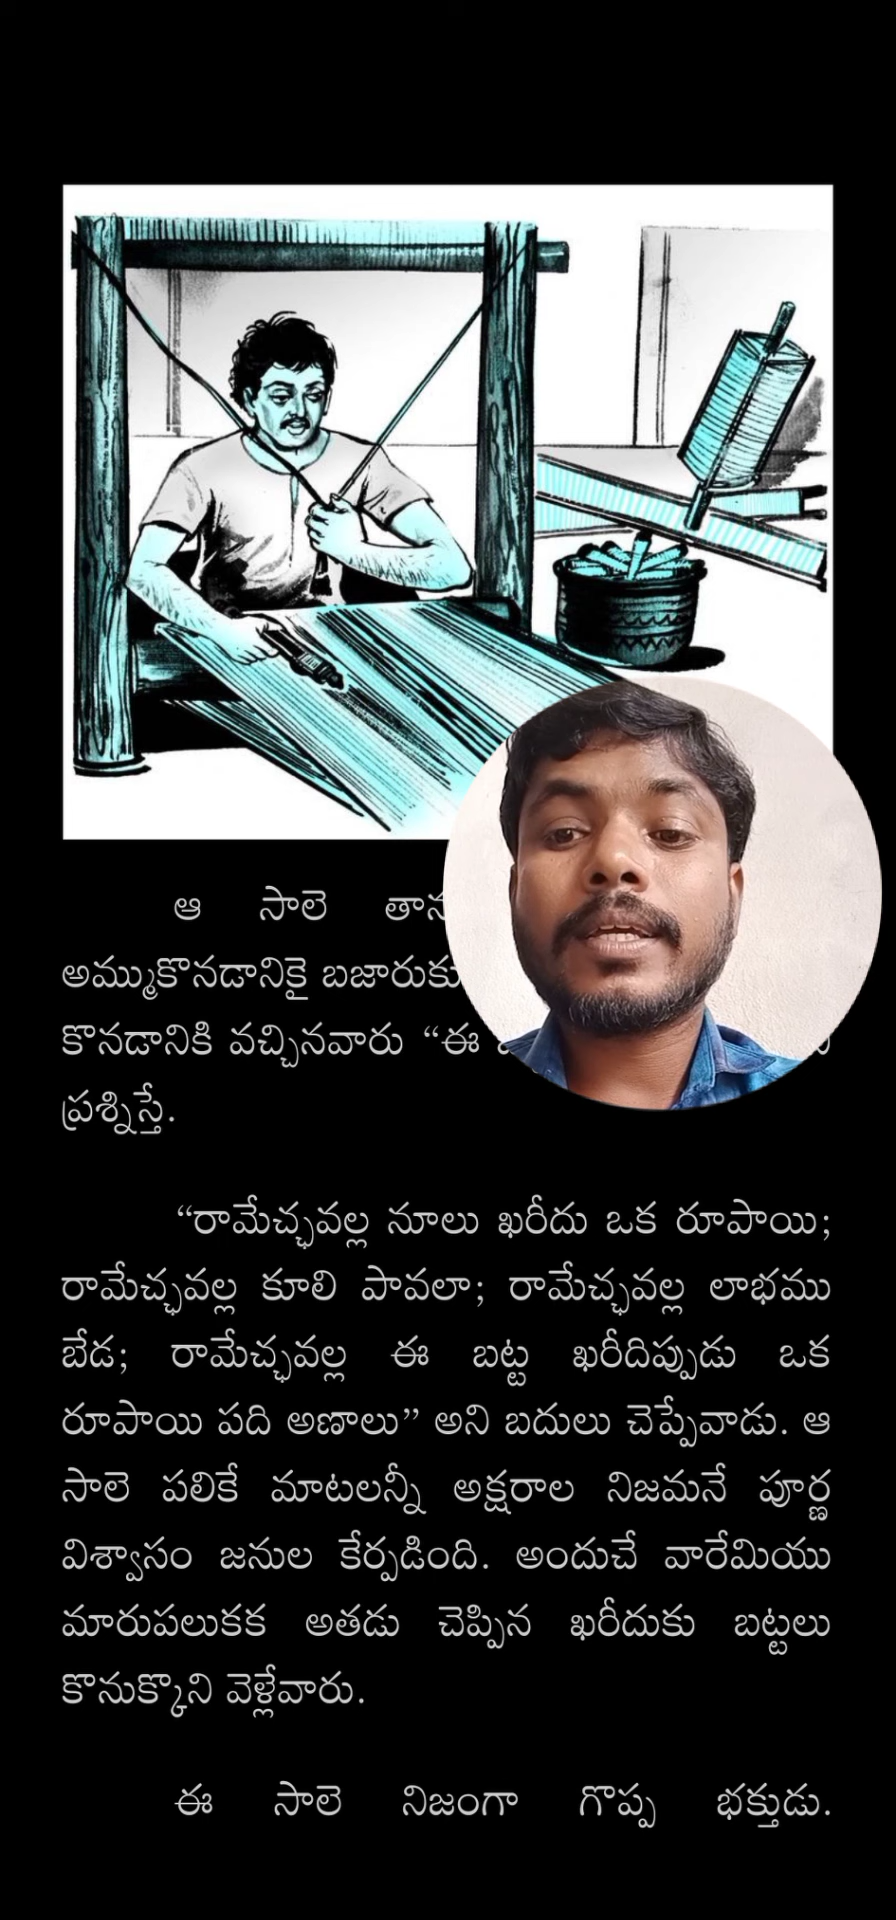 ఆ సాలె
అమ్ముకొనడానికై బజారుకు
కొనడానికి వచ్చినవారు “ఈ
ప్రశ్నిస్తే.
“రామేచ్ఛవల్ల నూలు ఖరీదు ఒక రూపాయి;
రామేచ్ఛవల్ల కూలి పావలా; రామేచ్ఛవల్ల లాభము
బేడ; రామేచ్ఛవల్ల ఈ బట్ట ఖరీదిప్పుడు ఒక
రూపాయి పది అణాలు” అని బదులు చెప్పేవాడు. ఆ
సాలె పలికే మాటలన్నీ అక్షరాల నిజమనే పూర్ణ
విశ్వాసం జనుల కేర్పడింది. అందుచే వారేమియు
మారుపలుకక అతడు చెప్పిన ఖరీదుకు బట్టలు
కొనుక్కొని వెళ్లేవారు.
ఈ సాలె నిజంగా గొప్ప భక్తుడు.